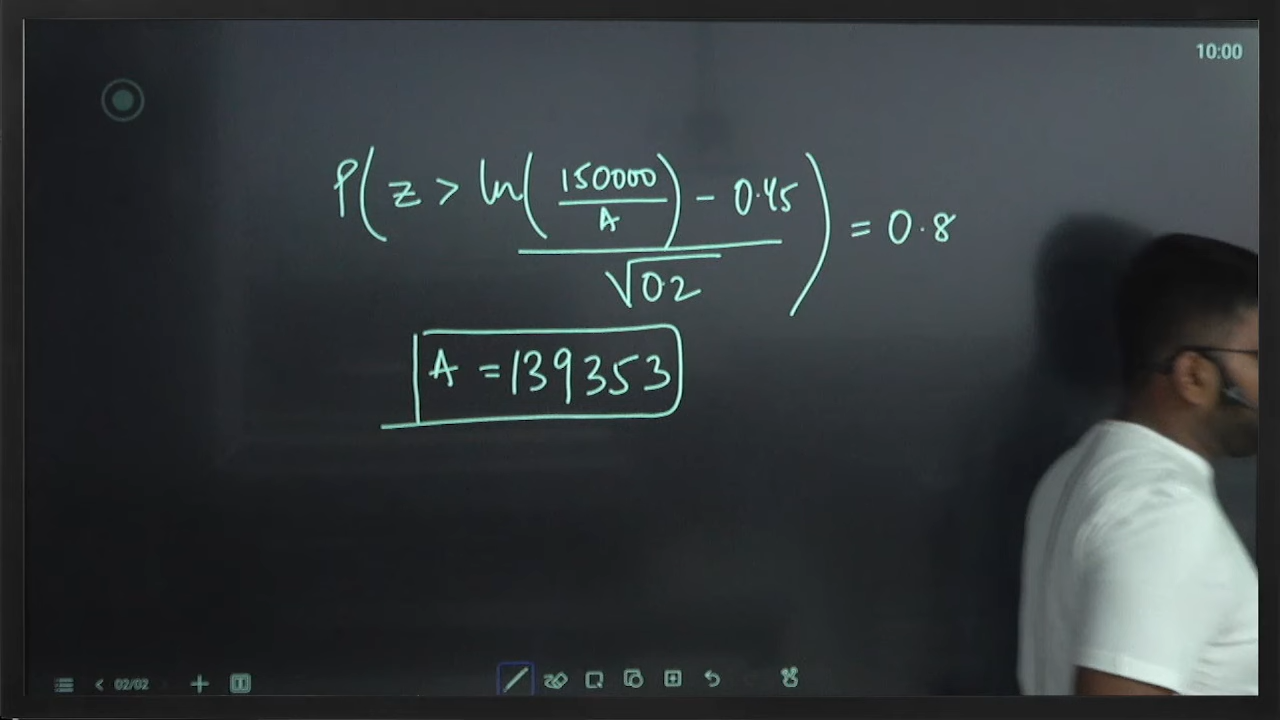 10:00
P( z > ln( 150000 / A ) - 0.45 / √0.2 ) = 0.8
A = 139353
02/02